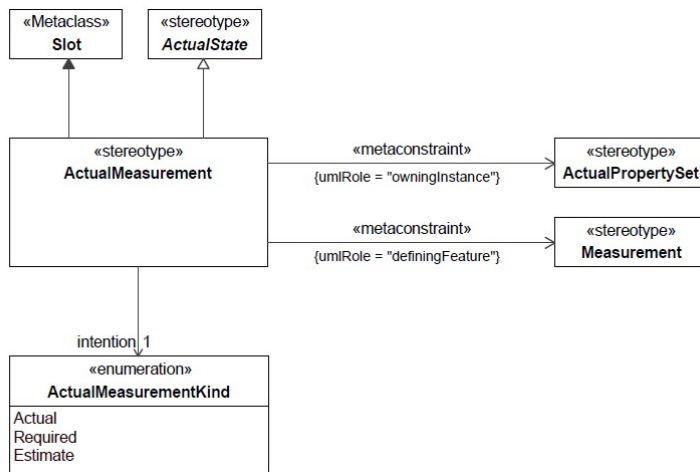 «Metaclass»
Slot
«stereotype»
ActualState
«stereotype»
ActualMeasurement
«metaconstraint»
{umlRole = "owningInstance"}
«stereotype»
ActualPropertySet
«metaconstraint»
{umlRole = "definingFeature"}
«stereotype»
Measurement
intention 1
«enumeration»
ActualMeasurementKind
Actual
Required
Estimate